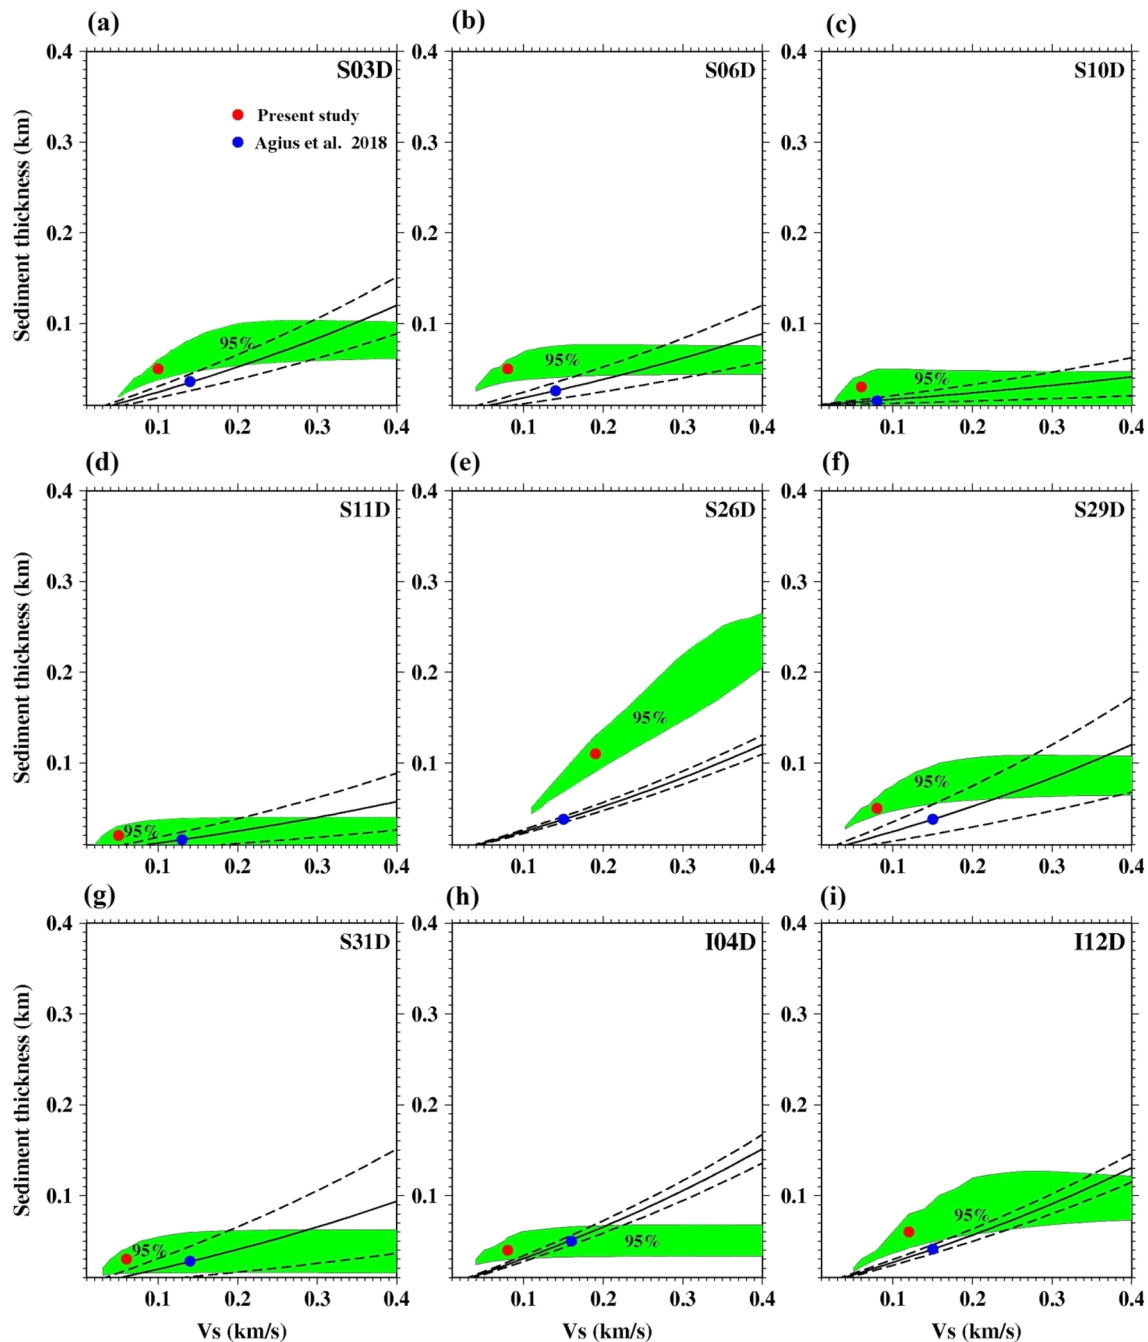 (a)
(b)
(c)
0.4
0.3
0.2
0.1
Sediment thickness (km)
S03D
Present study
Agius et al. 2018
95%
0.1 0.2 0.3 0.4
0.4
0.3
0.2
0.1
S06D
95%
0.1 0.2 0.3 0.4
0.4
0.3
0.2
0.1
S10D
95%
0.1 0.2 0.3 0.4
(d)
(e)
(f)
0.4
0.3
0.2
0.1
Sediment thickness (km)
S11D
95%
0.1 0.2 0.3 0.4
0.4
0.3
0.2
0.1
S26D
95%
0.1 0.2 0.3 0.4
0.4
0.3
0.2
0.1
S29D
95%
0.1 0.2 0.3 0.4
(g)
(h)
(i)
0.4
0.3
0.2
0.1
Sediment thickness (km)
S31D
95%
0.1 0.2 0.3 0.4
Vs (km/s)
0.4
0.3
0.2
0.1
I04D
95%
0.1 0.2 0.3 0.4
Vs (km/s)
0.4
0.3
0.2
0.1
I12D
95%
0.1 0.2 0.3 0.4
Vs (km/s)